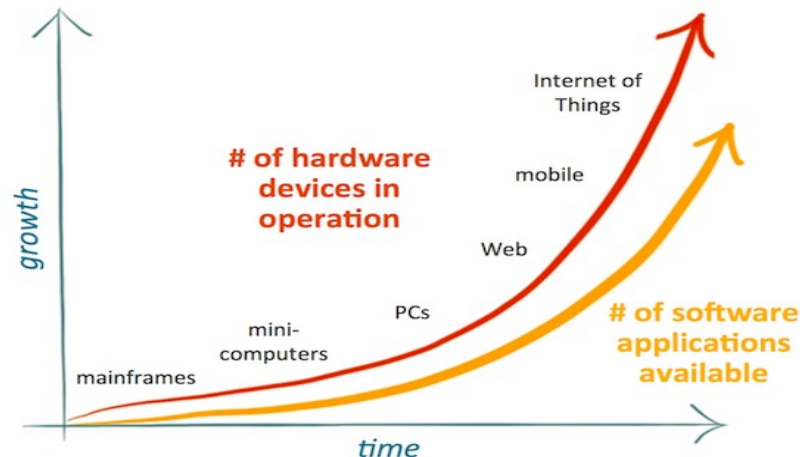 Internet of
Things
# of hardware
devices in
operation
mobile
growth
Web
PCs
mini-
computers
# of software
applications
available
mainframes
time